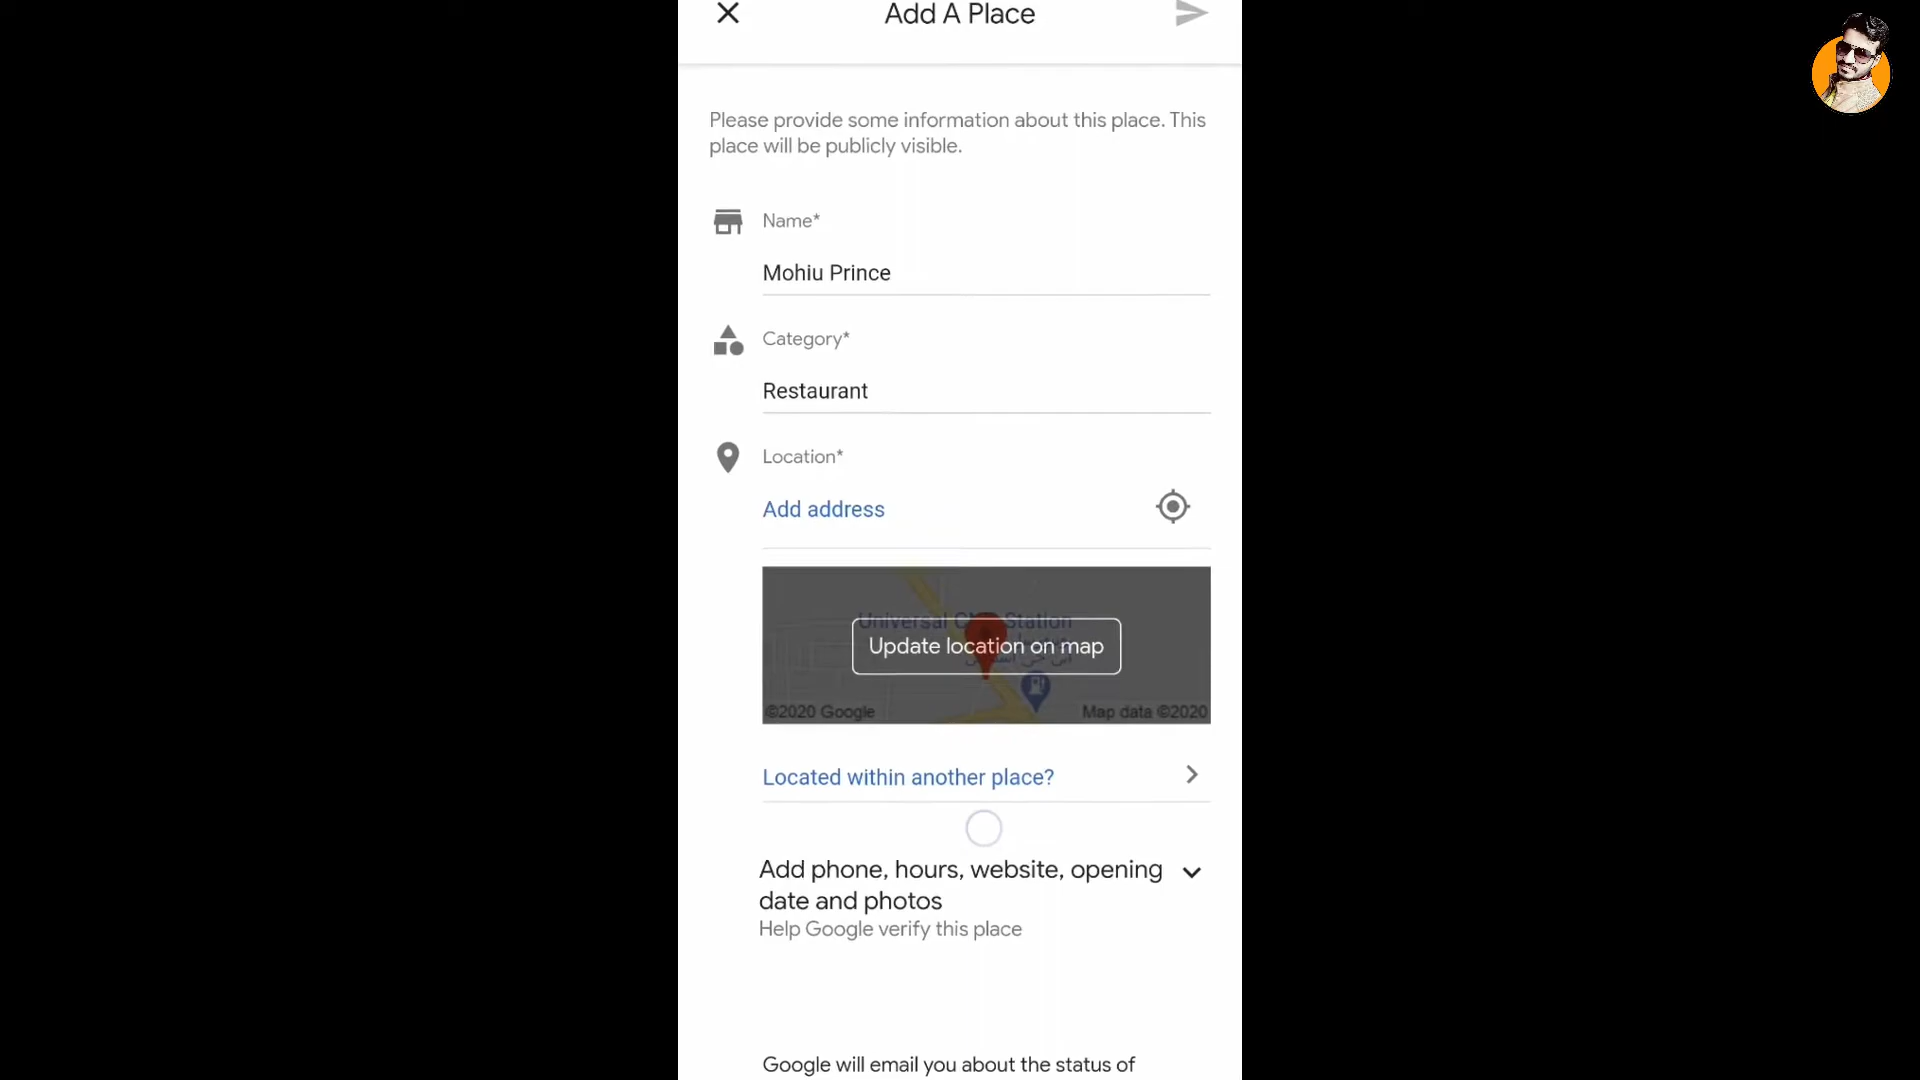 Add A Place
Please provide some information about this place. This
place will be publicly visible.
Name*
Mohiu Prince
Category*
Restaurant
Location*
Add address
Universal CNG Station
Update location on map
©2020 Google
Map data ©2020
Located within another place?
Add phone, hours, website, opening
date and photos
Help Google verify this place
Google will email you about the status of